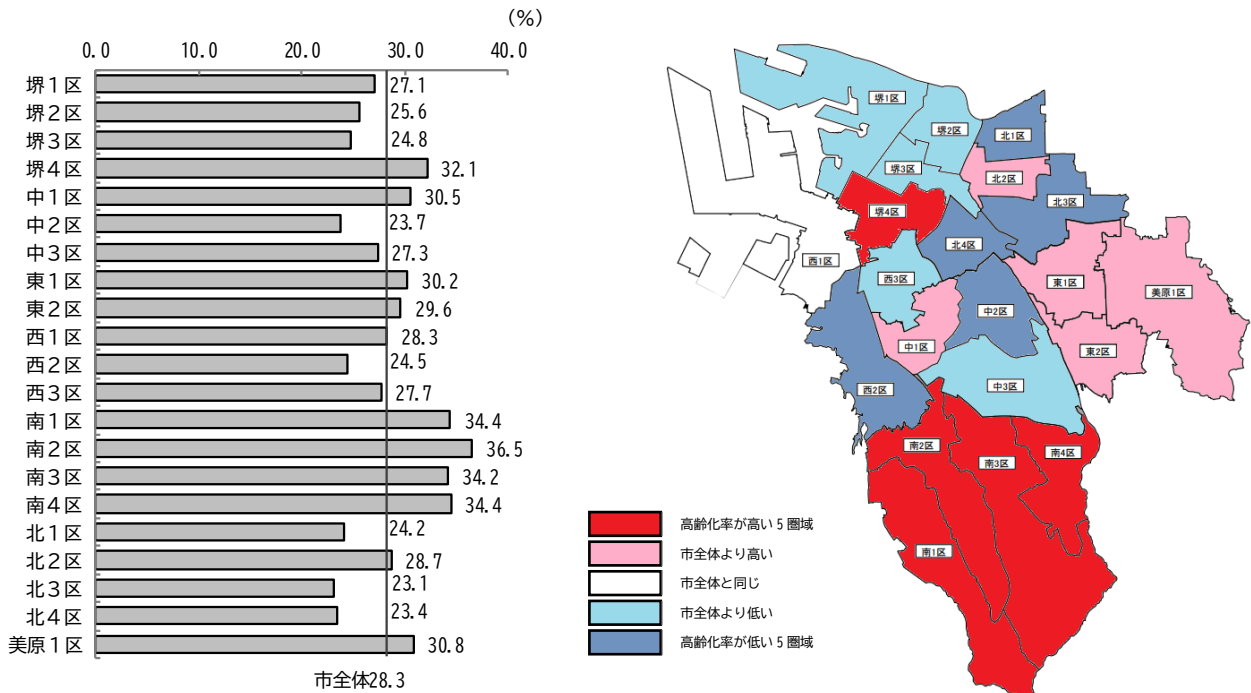 (%)
0.0 10.0 20.0 30.0 40.0
堺1区 27.1
堺2区 25.6
堺3区 24.8
堺4区 32.1
中1区 30.5
中2区 23.7
中3区 27.3
東1区 30.2
東2区 29.6
西1区 28.3
西2区 24.5
西3区 27.7
南1区 34.4
南2区 36.5
南3区 34.2
南4区 34.4
北1区 24.2
北2区 28.7
北3区 23.1
北4区 23.4
美原1区 30.8
市全体28.3
堺1区
堺2区
北1区
堺3区
北2区
北3区
堺4区
北4区
西1区
西3区
東1区
美原1区
中2区
中1区
東2区
中3区
西2区
南2区
南4区
南3区
南1区
高齢化率が高い5圏域
市全体より高い
市全体と同じ
市全体より低い
高齢化率が低い5圏域